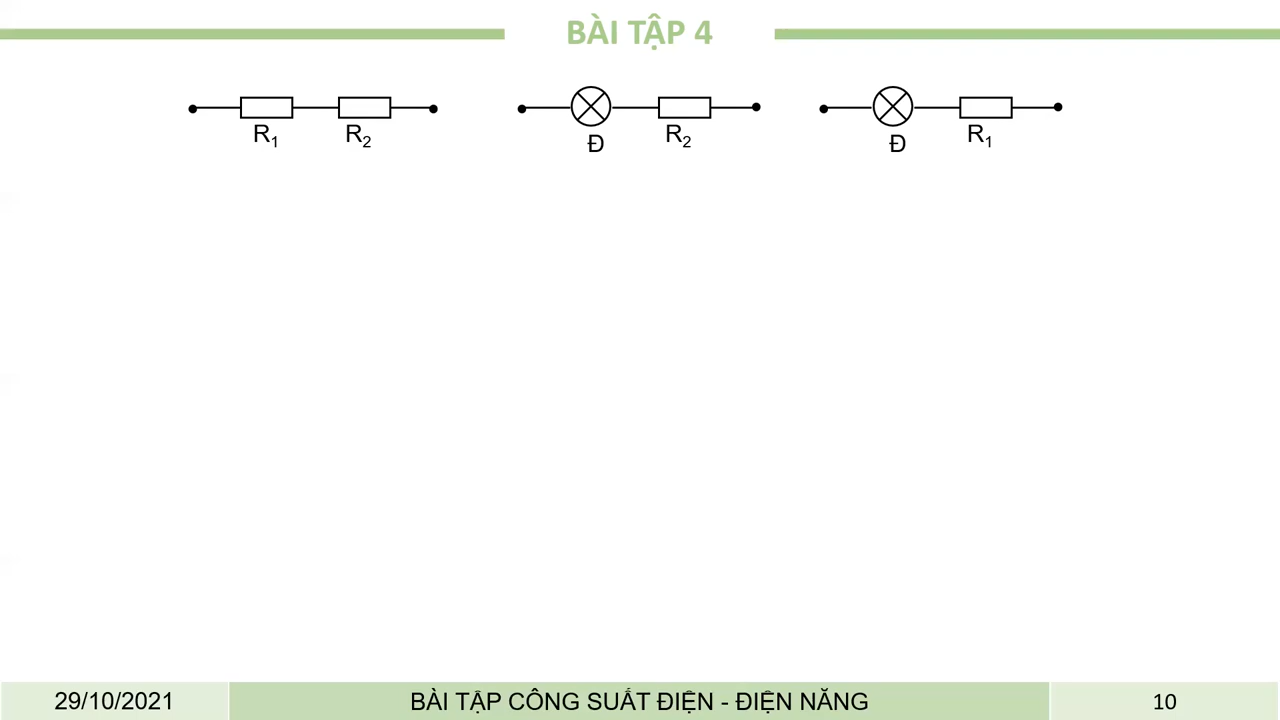 BÀI TẬP 4
R₁ R₂ Đ R₂ Đ R₁
29/10/2021 BÀI TẬP CÔNG SUẤT ĐIỆN - ĐIỆN NĂNG 10